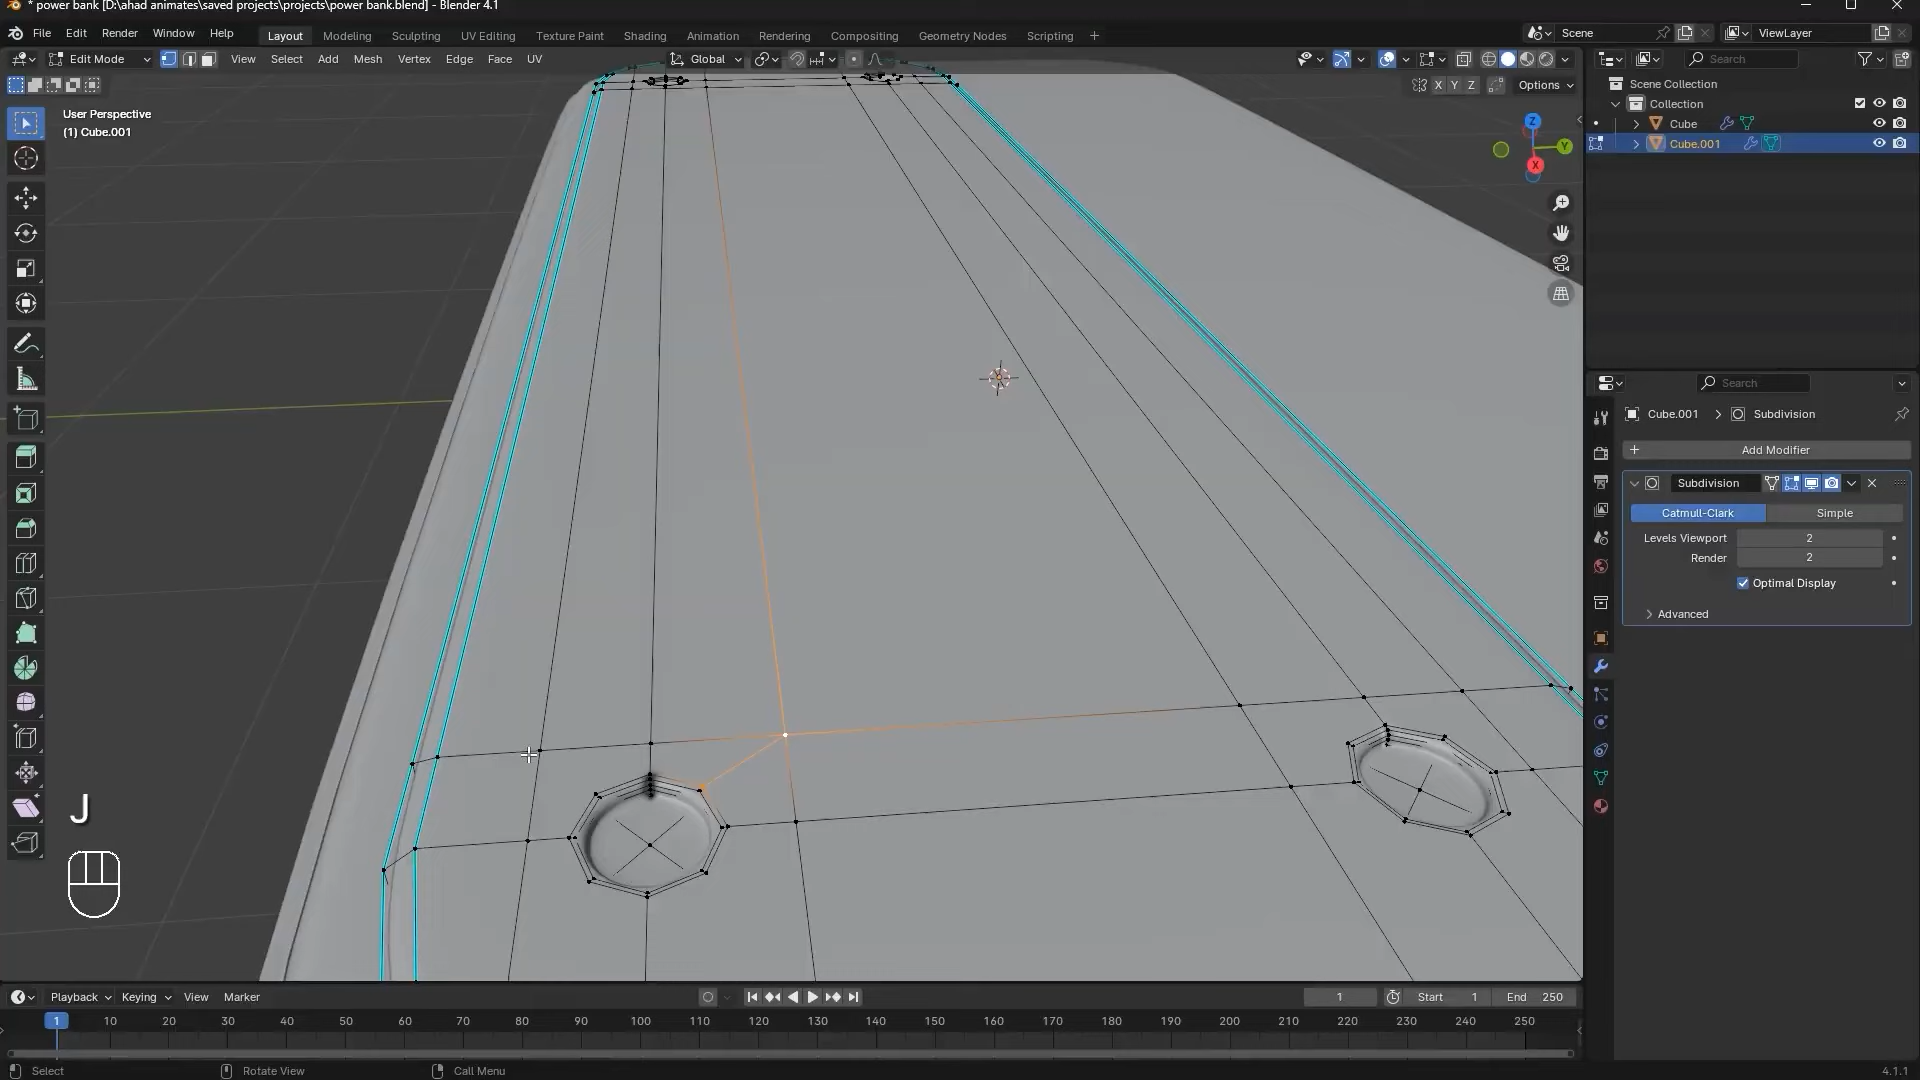 * power bank [D:\ahad animates\saved projects\projects\power bank.blend] - Blender 4.1
File Edit Render Window Help Layout Modeling Sculpting UV Editing Texture Paint Shading Animation Rendering Compositing Geometry Nodes Scripting + Scene ViewLayer
Edit Mode View Select Add Mesh Vertex Edge Face UV Global Search
X Y Z Options
Scene Collection
Collection
Cube
Cube.001
User Perspective
(1) Cube.001
Z
Y
X
Search
Cube.001 > Subdivision
+ Add Modifier
Subdivision
Catmull-Clark Simple
Levels Viewport 2
Render 2
Optimal Display
Advanced
J
Playback Keying View Marker 1 Start 1 End 250
1 10 20 30 40 50 60 70 80 90 100 110 120 130 140 150 160 170 180 190 200 210 220 230 240 250
Select Rotate View Call Menu 4.1.1